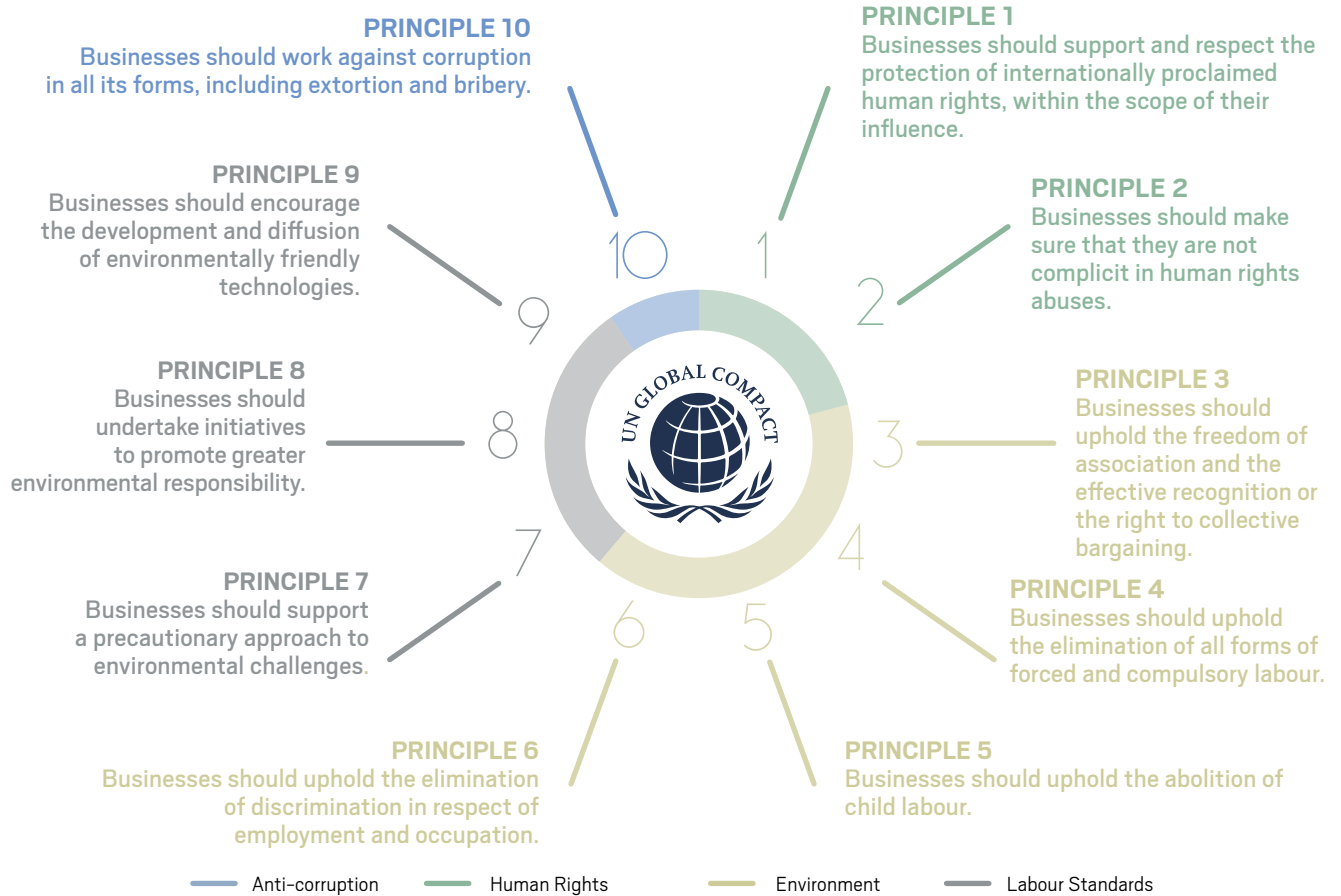 PRINCIPLE 1
Businesses should support and respect the
protection of internationally proclaimed
human rights, within the scope of their
influence.
PRINCIPLE 2
Businesses should make
sure that they are not
complicit in human rights
abuses.
PRINCIPLE 3
Businesses should
uphold the freedom of
association and the
effective recognition or
the right to collective
bargaining.
PRINCIPLE 4
Businesses should uphold
the elimination of all forms of
forced and compulsory labour.
PRINCIPLE 5
Businesses should uphold the abolition of
child labour.
PRINCIPLE 6
Businesses should uphold the elimination
of discrimination in respect of
employment and occupation.
PRINCIPLE 7
Businesses should support
a precautionary approach to
environmental challenges.
PRINCIPLE 8
Businesses should
undertake initiatives
to promote greater
environmental responsibility.
PRINCIPLE 9
Businesses should encourage
the development and diffusion
of environmentally friendly
technologies.
PRINCIPLE 10
Businesses should work against corruption
in all its forms, including extortion and bribery.
1
2
3
4
5
6
7
8
9
10
UN GLOBAL COMPACT
Anti-corruption
Human Rights
Environment
Labour Standards